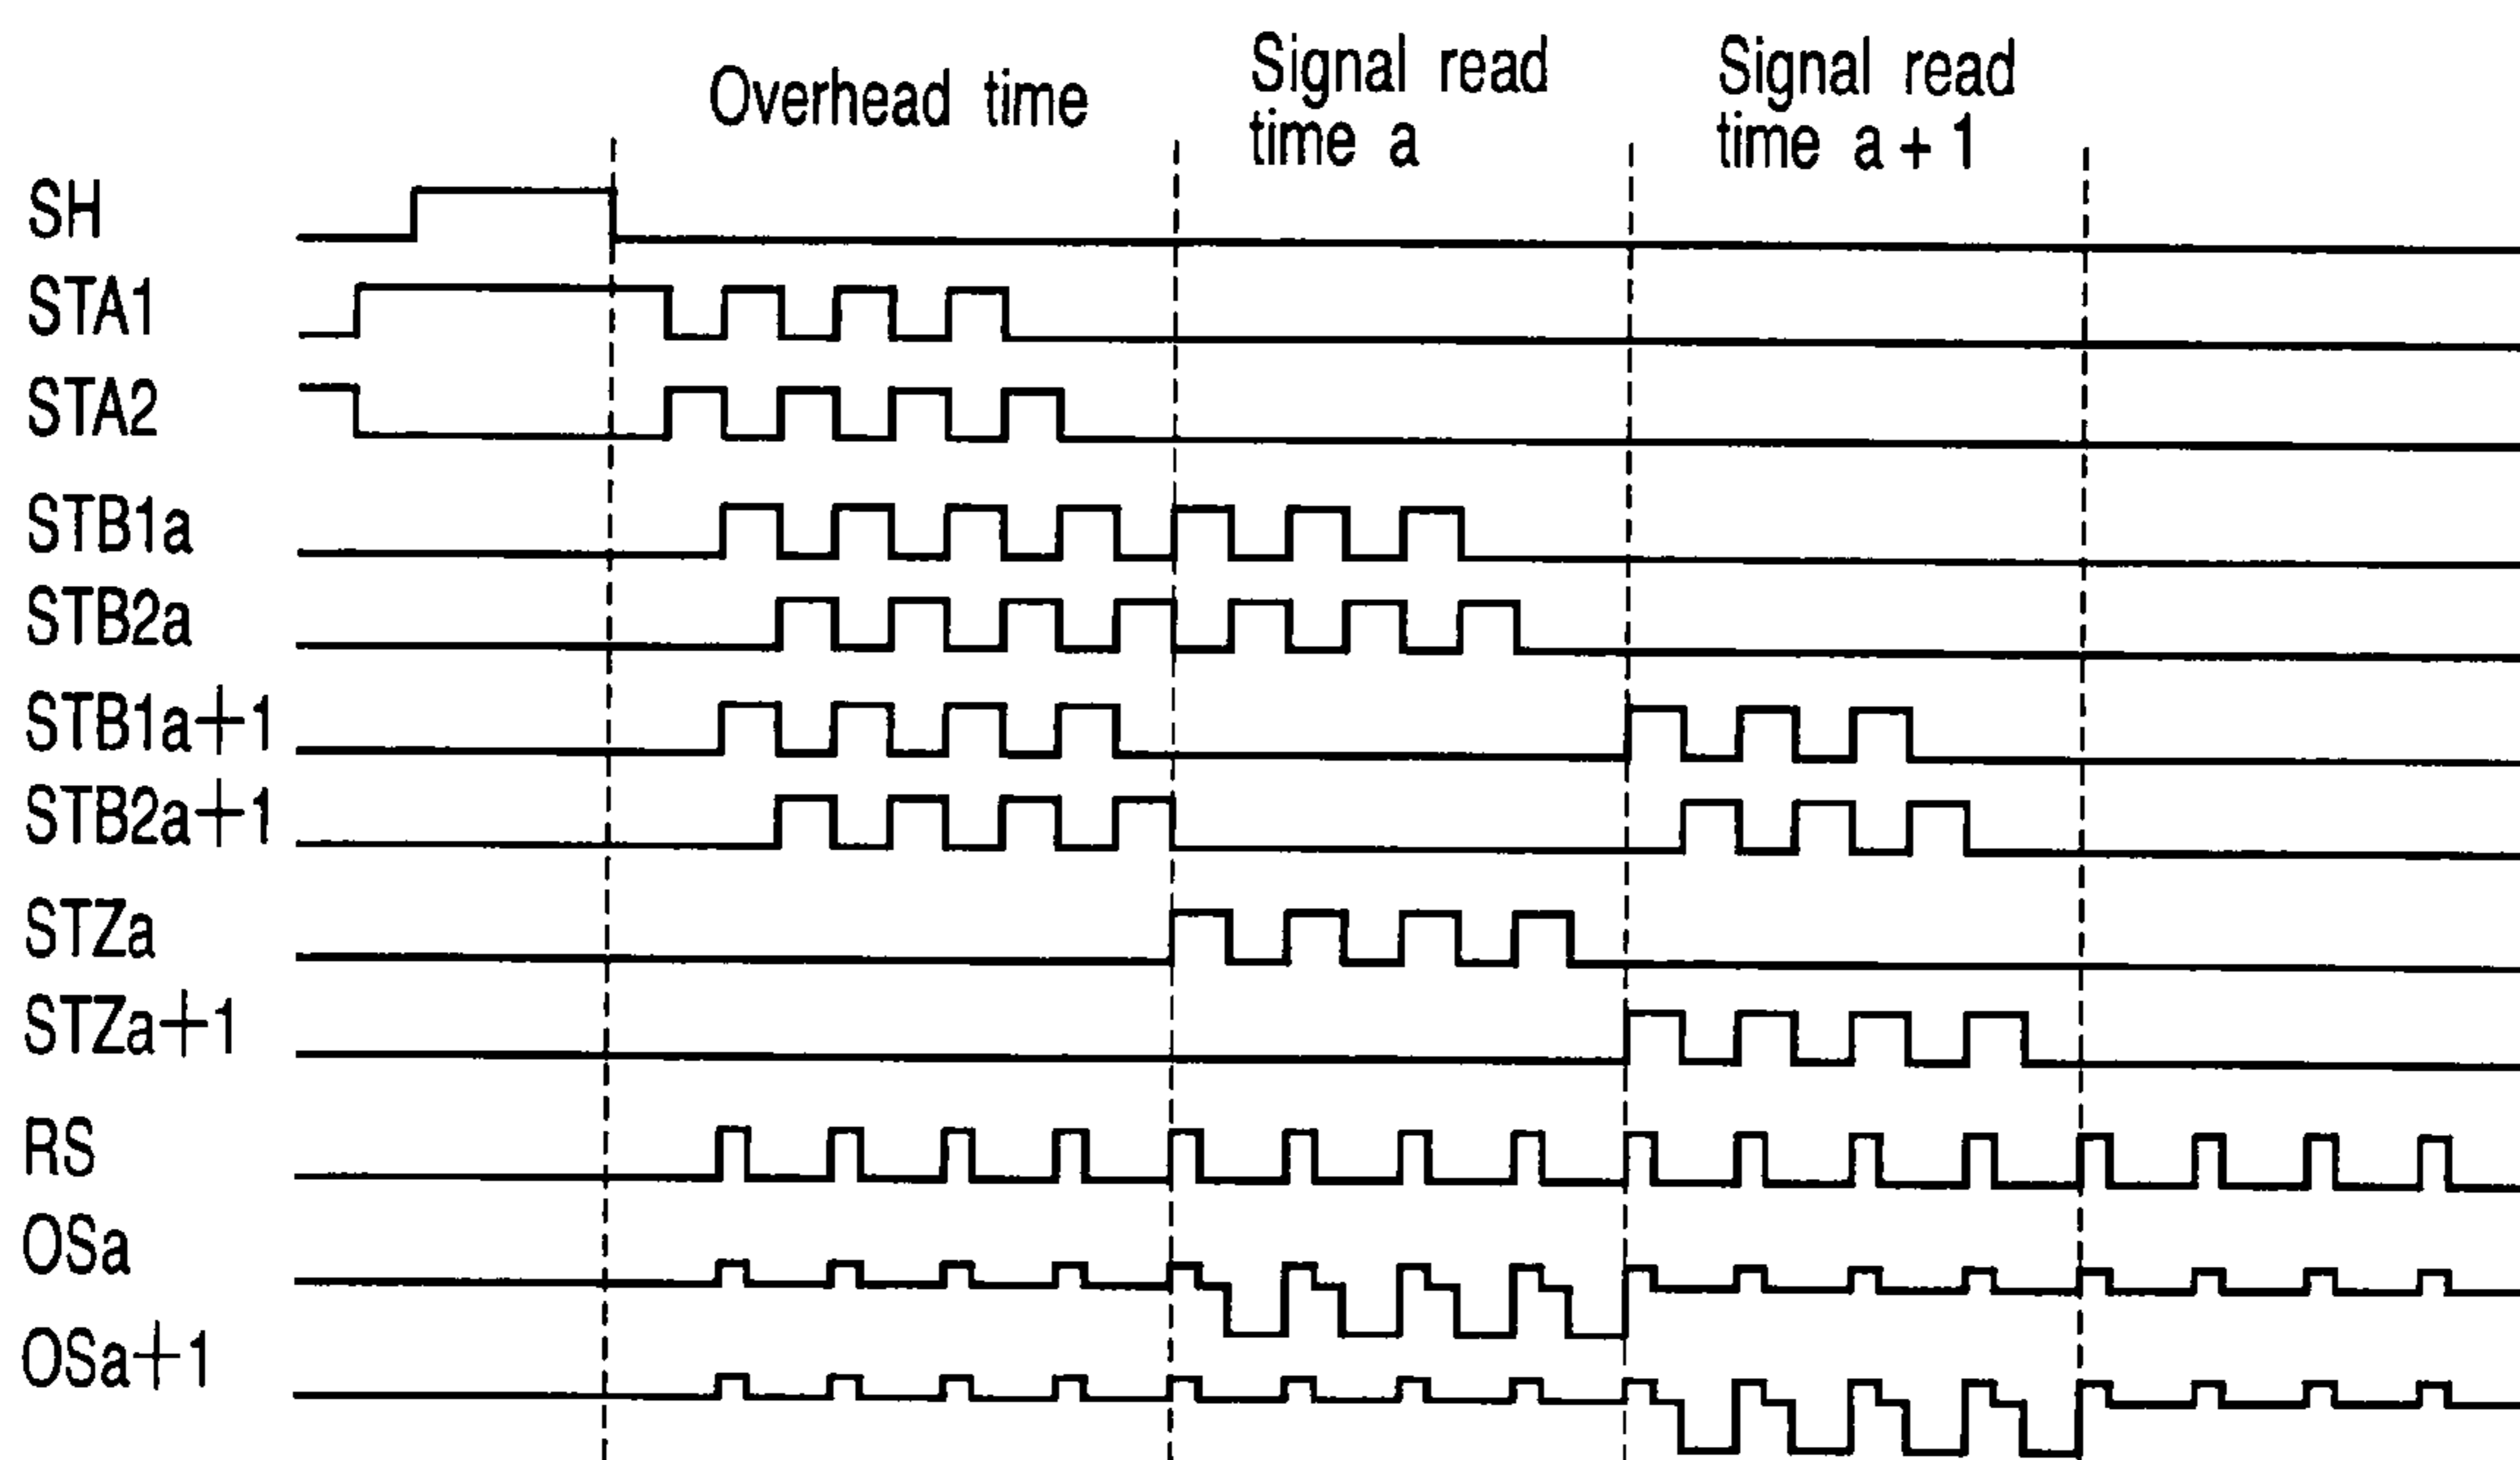 Overhead time
Signal read
time a
Signal read
time a + 1
SH
STA1
STA2
STB1a
STB2a
STB1a+1
STB2a+1
STZa
STZa+1
RS
OSa
OSa+1